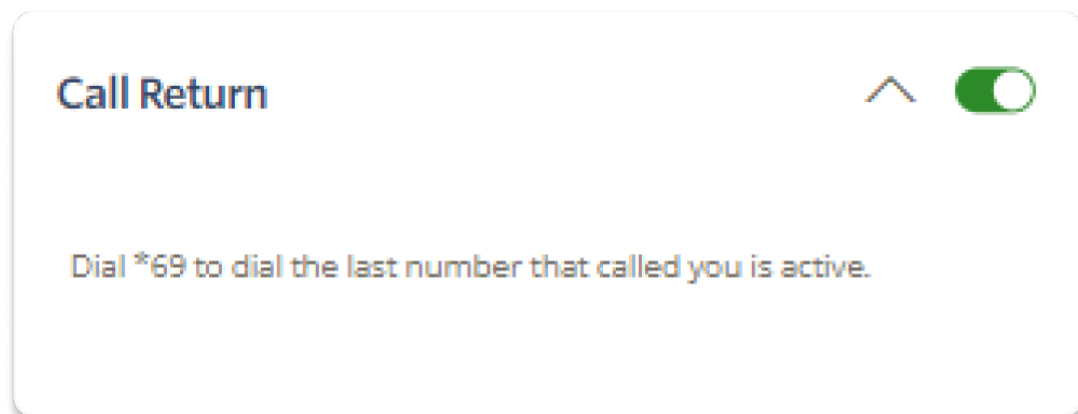 Call Return
Dial *69 to dial the last number that called you is active.